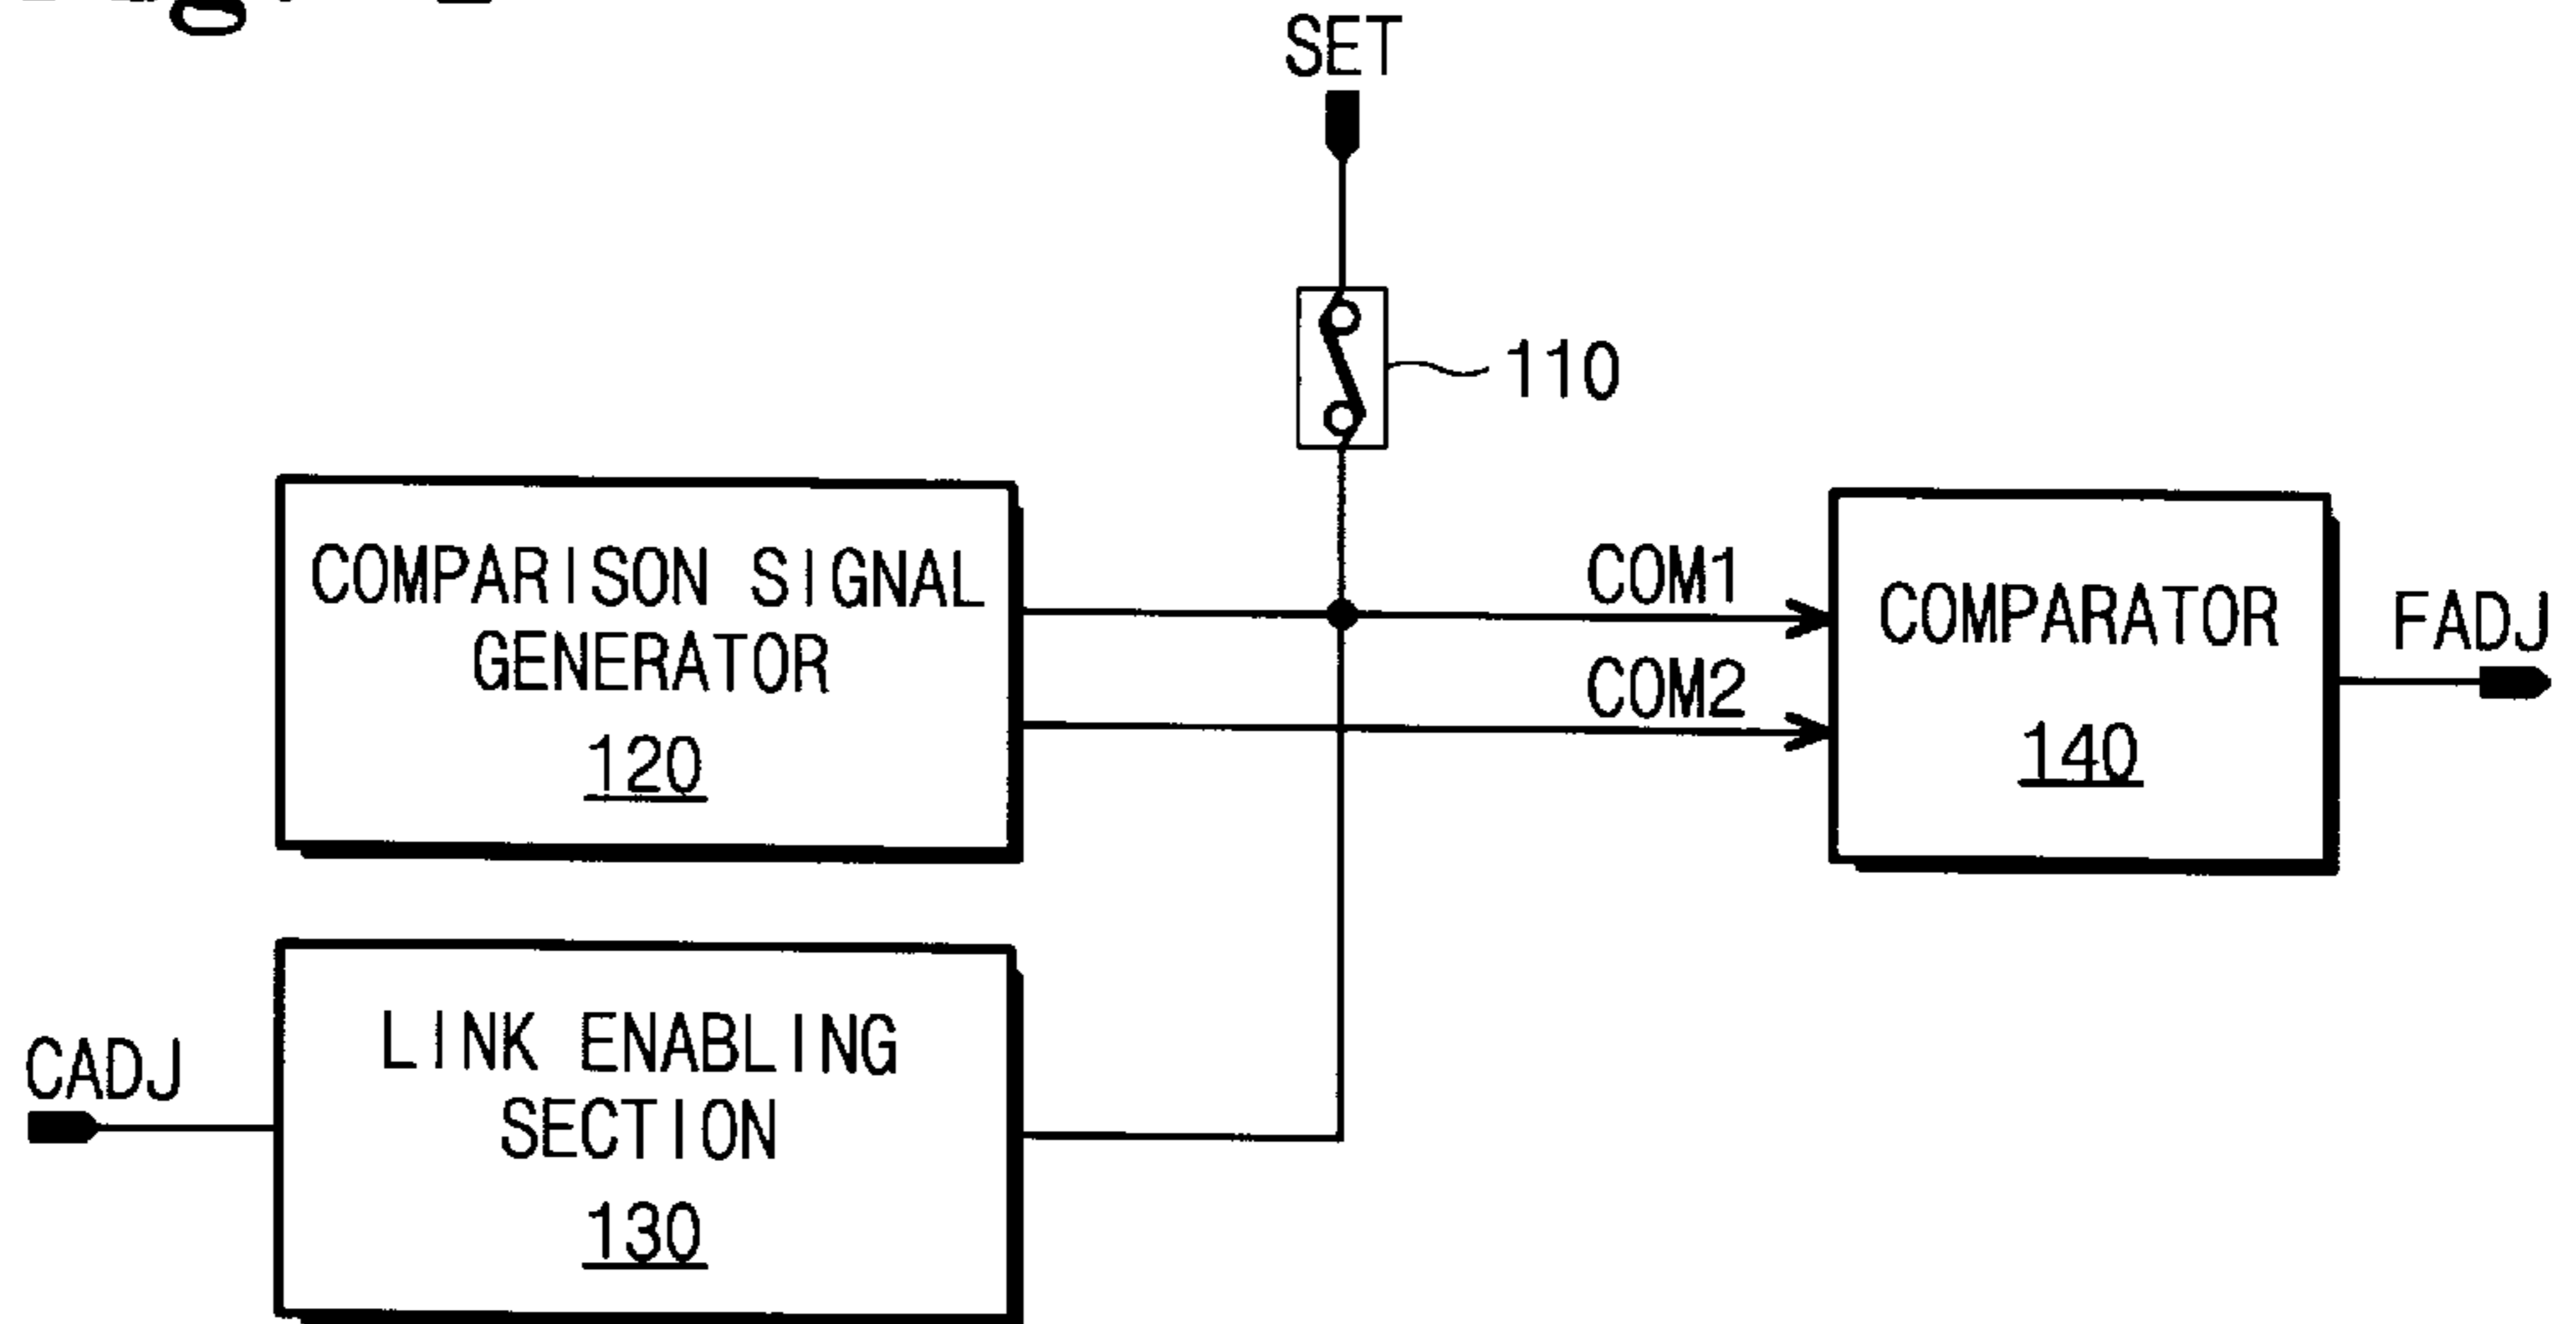 SET
110
COMPARISON SIGNAL
GENERATOR
120
COM1
COM2
COMPARATOR
140
FADJ
CADJ
LINK ENABLING
SECTION
130